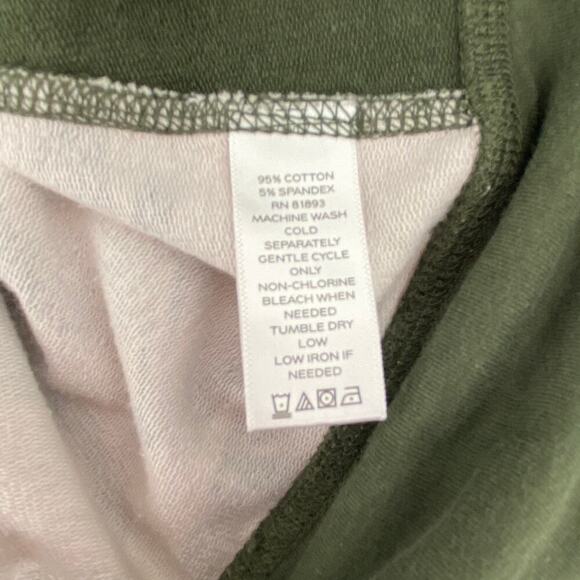 95% COTTON
5% SPANDEX
RN 81893
MACHINE WASH
COLD
SEPARATELY
GENTLE CYCLE
ONLY
NON-CHLORINE
BLEACH WHEN
NEEDED
TUMBLE DRY
LOW
LOW IRON IF
NEEDED